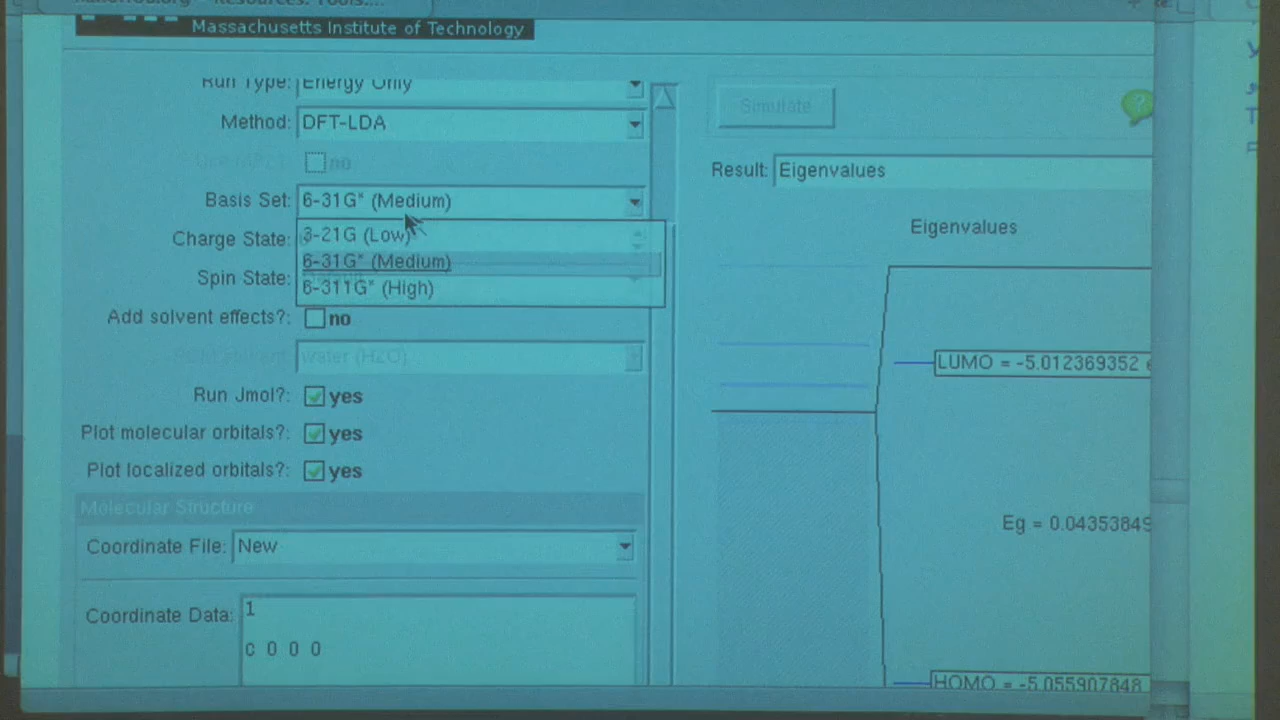 Massachusetts Institute of Technology
Run Type: Energy Only
Method: DFT-LDA
no
Basis Set: 6-31G* (Medium)
3-21G (Low)
6-31G* (Medium)
6-311G* (High)
Charge State:
Spin State:
Add solvent effects?: no
Water (H2O)
Run Jmol?: yes
Plot molecular orbitals?: yes
Plot localized orbitals?: yes
Molecular Structure
Coordinate File: New
Coordinate Data: 1
C 0 0 0
Simulate
?
Result: Eigenvalues
Eigenvalues
LUMO = -5.012369352 e
Eg = 0.04353849
HOMO = -5.055907848